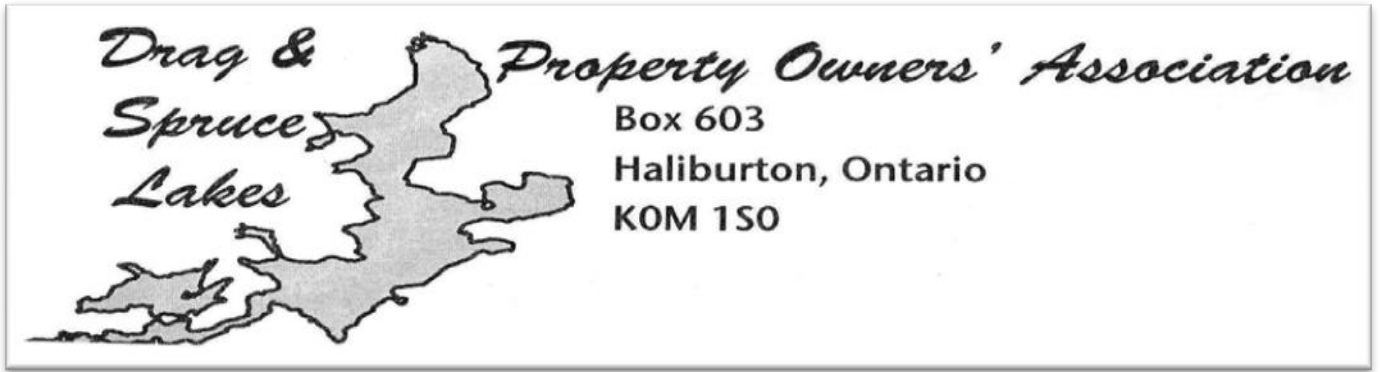 Drag &
Spruce
Lakes
Property Owners' Association
Box 603
Haliburton, Ontario
K0M 1S0